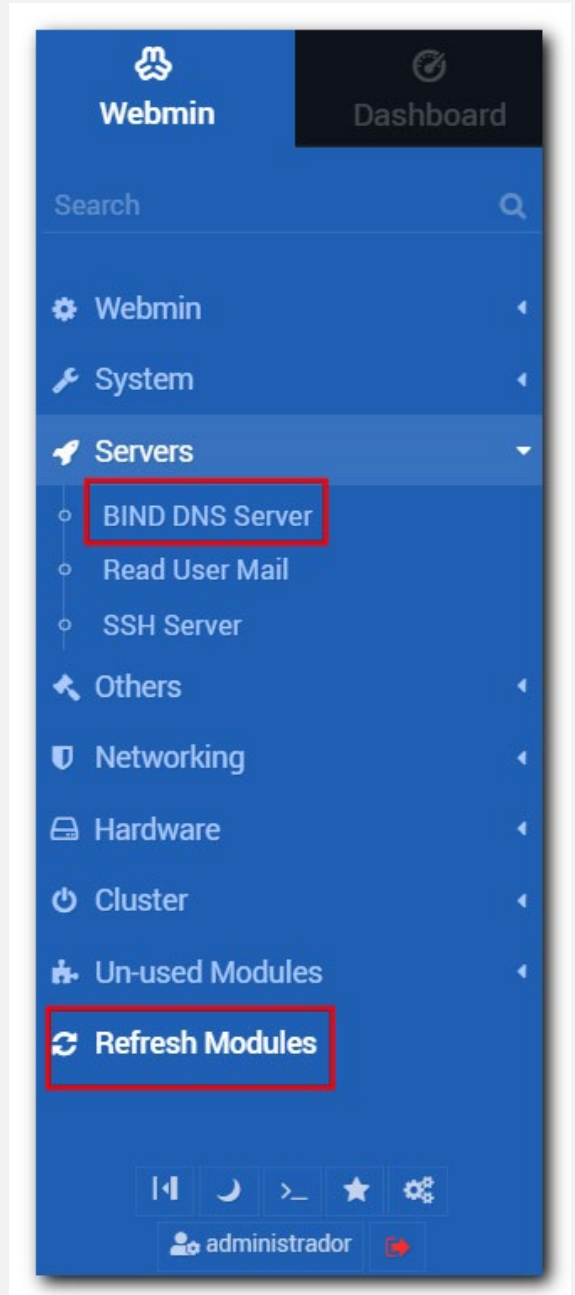 Webmin
Dashboard
Search
Webmin
System
Servers
BIND DNS Server
Read User Mail
SSH Server
Others
Networking
Hardware
Cluster
Un-used Modules
Refresh Modules
administrador